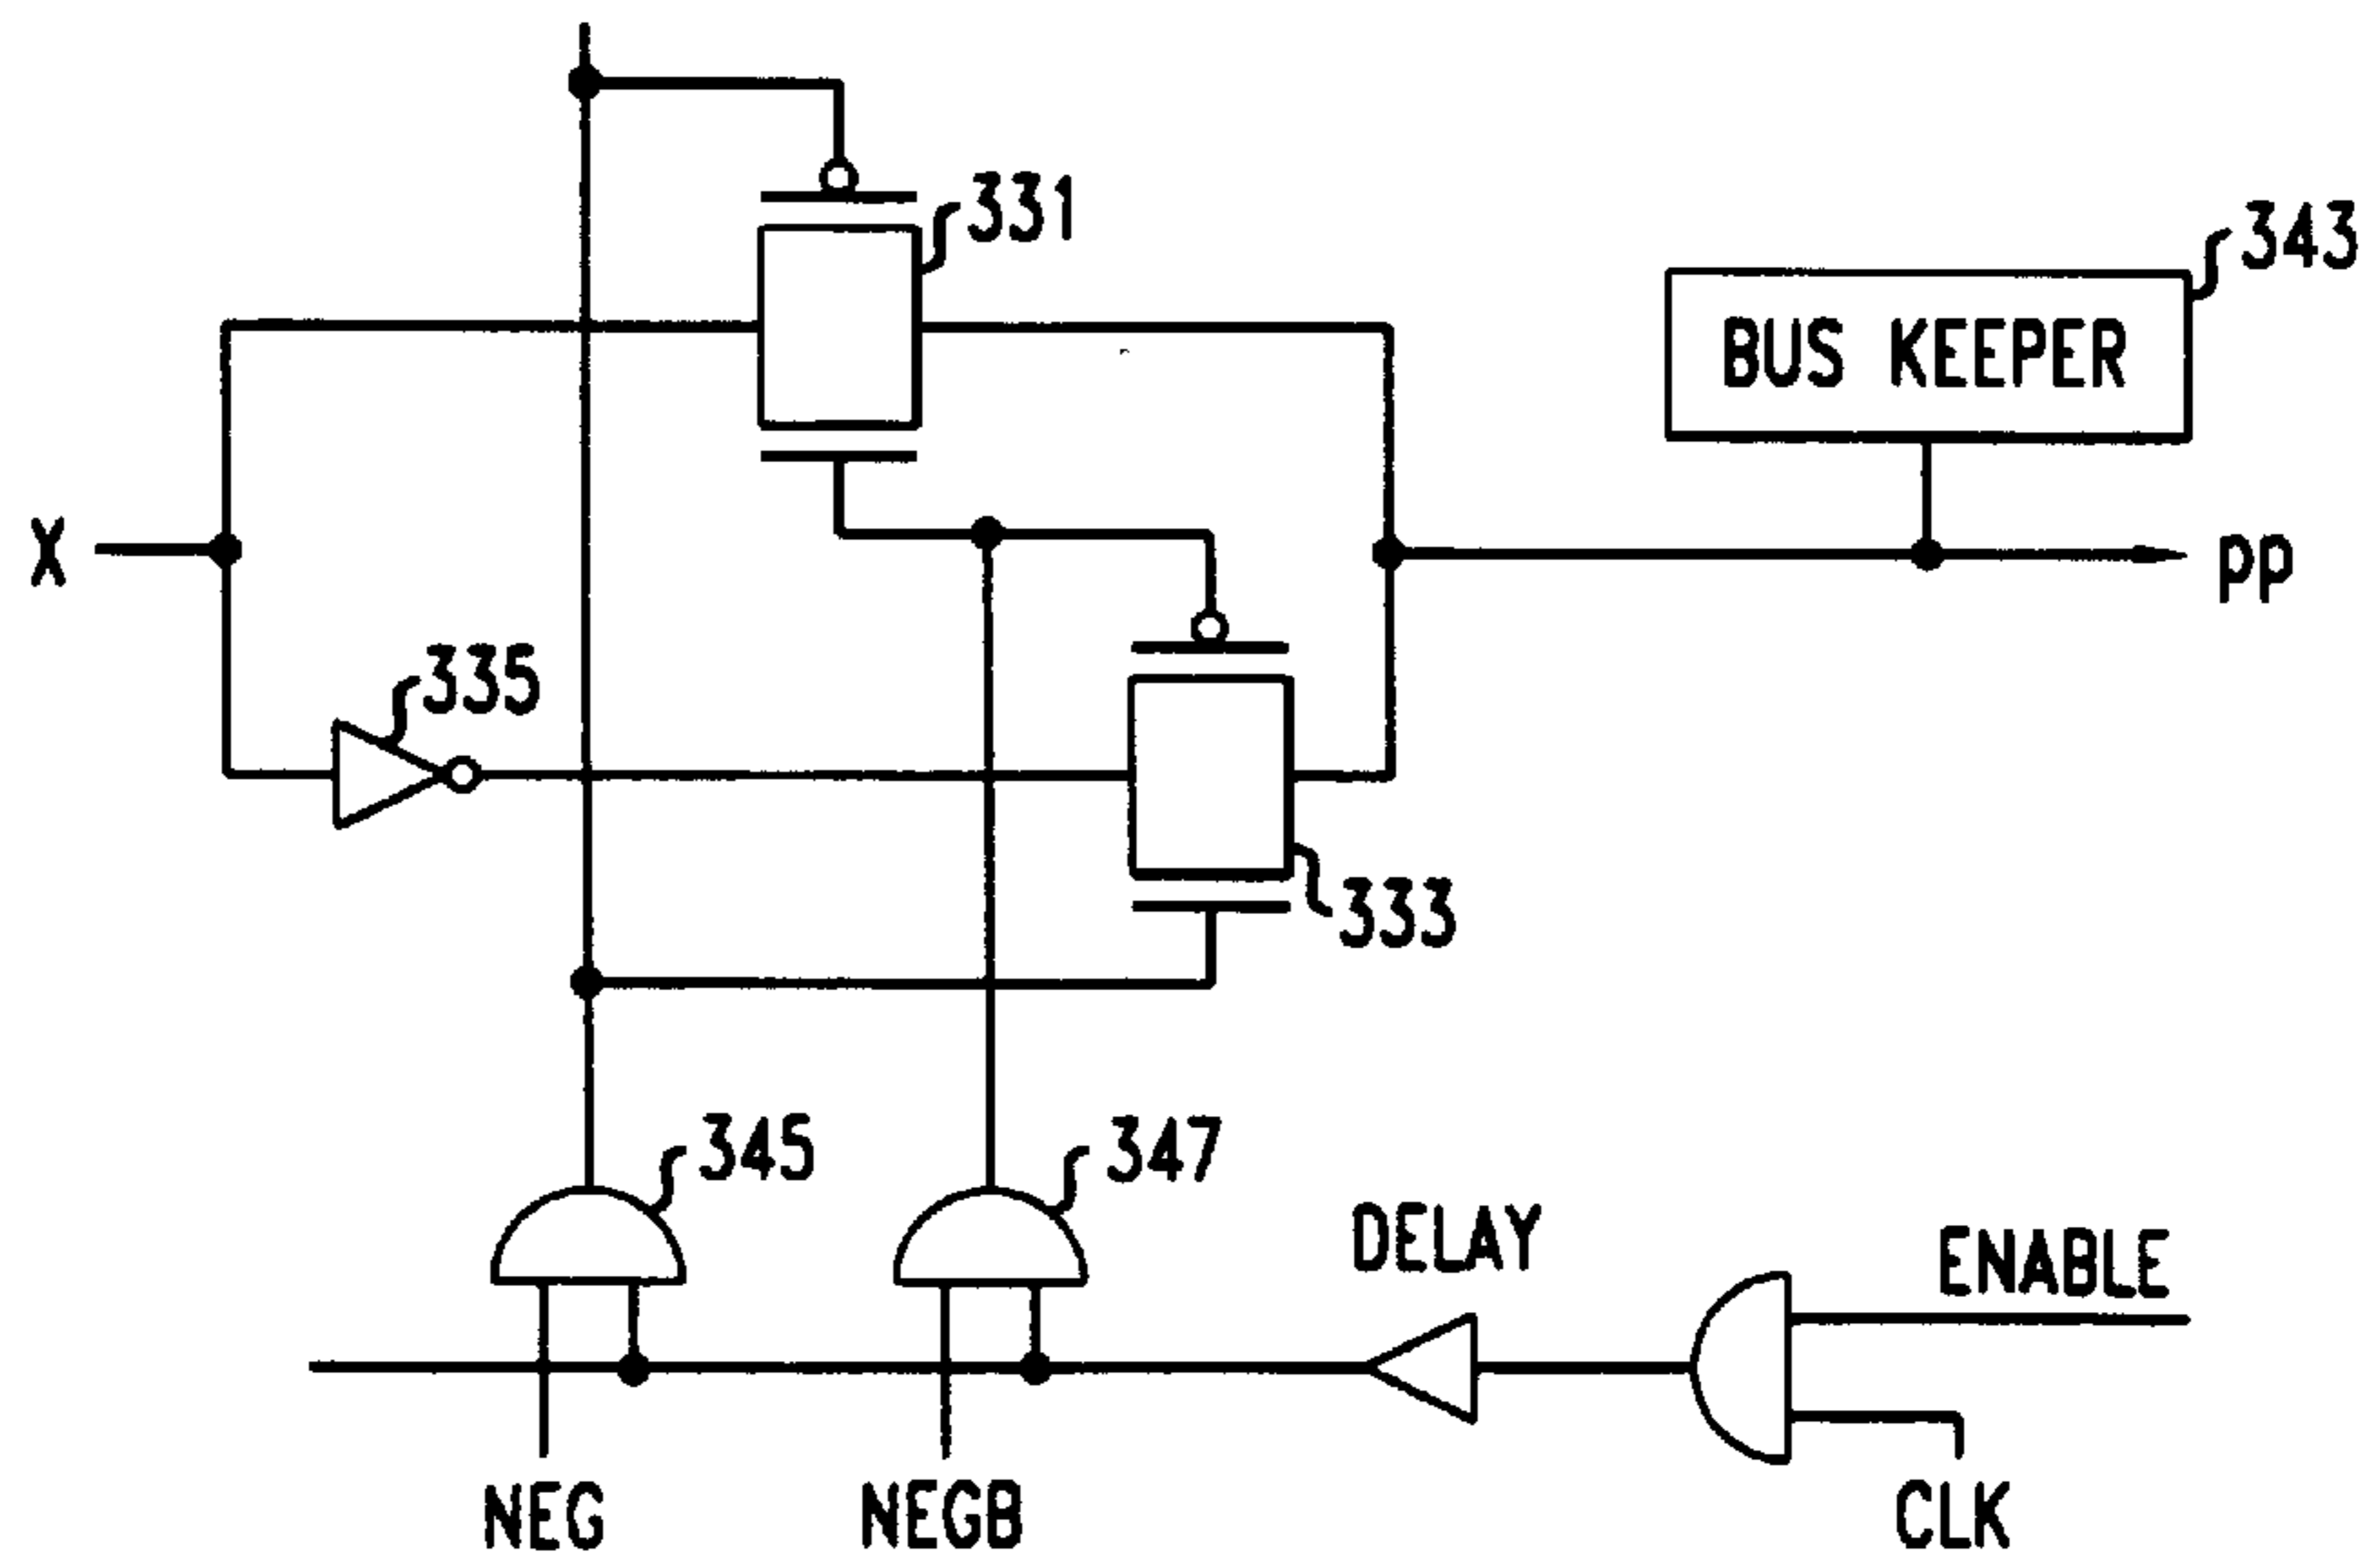 331
343
BUS KEEPER
X
pp
335
333
345
347
DELAY
ENABLE
NEG
NEGB
CLK